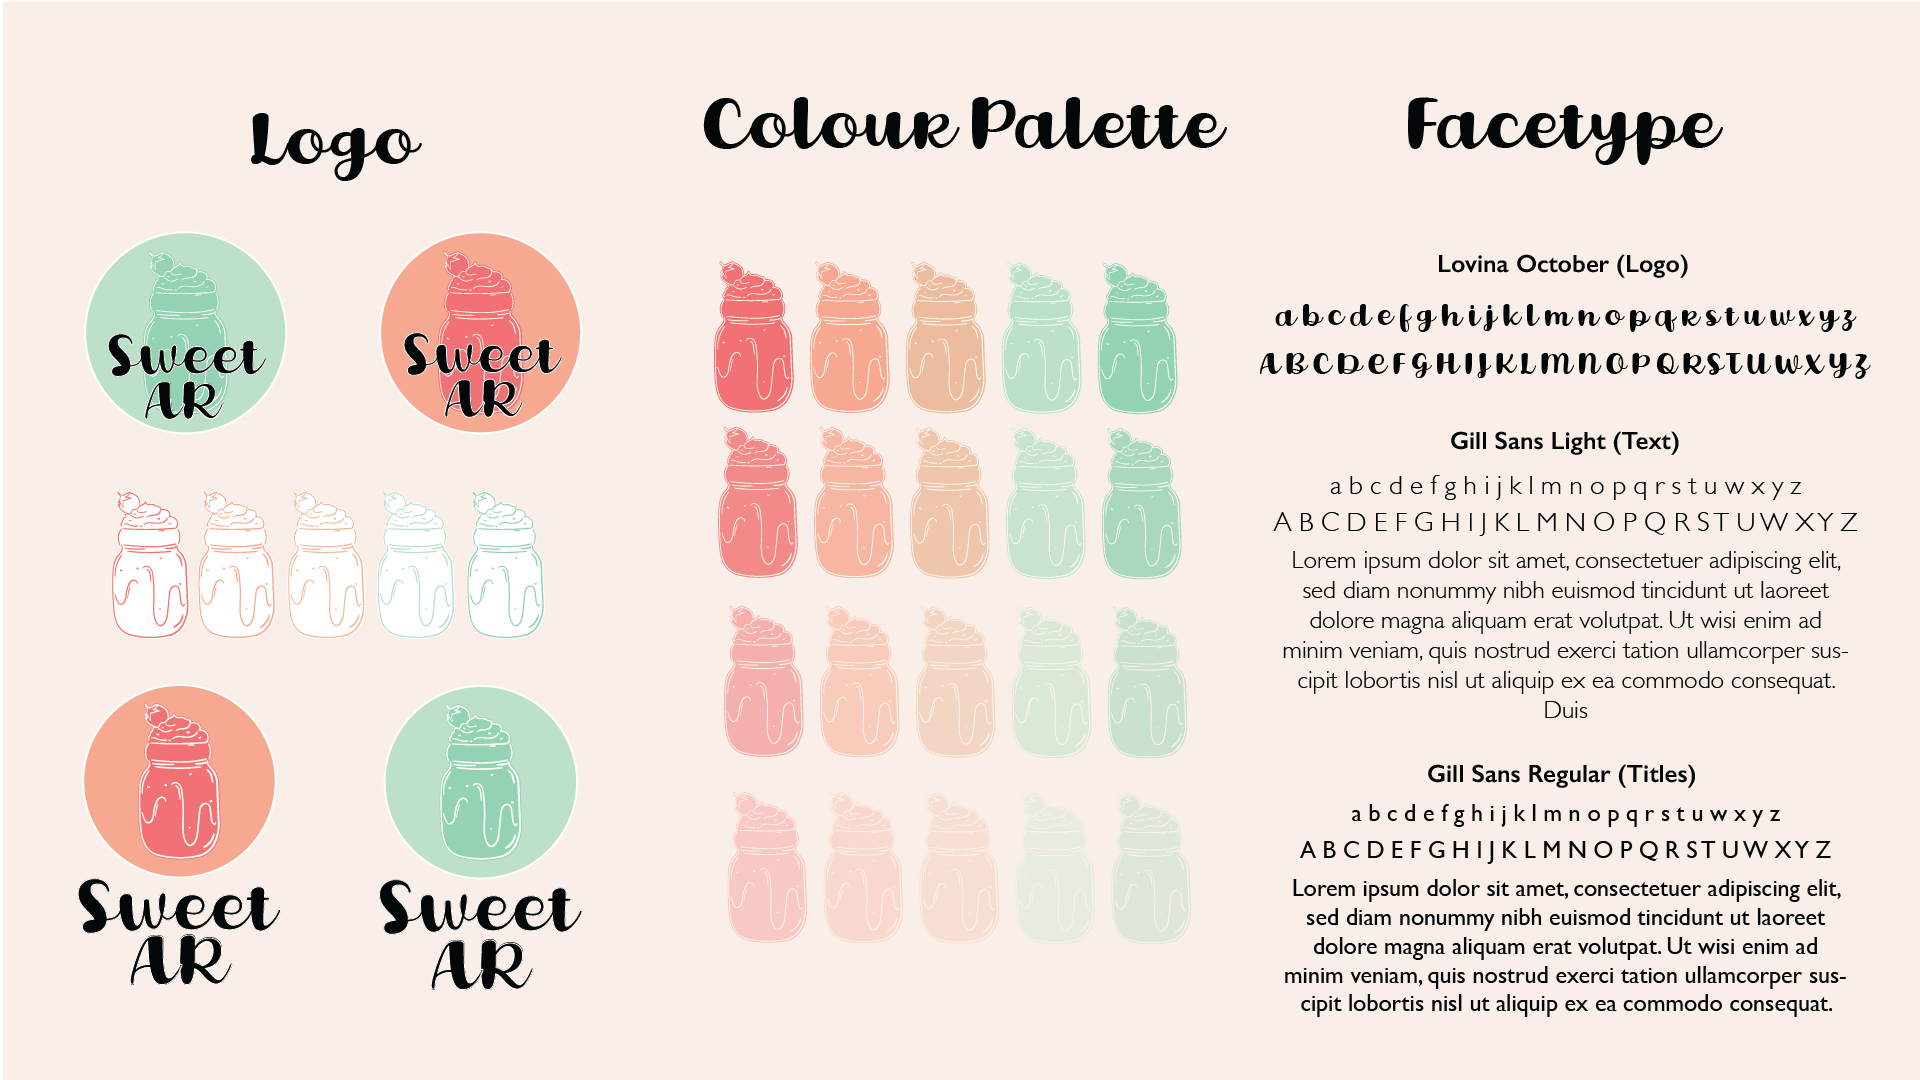 Logo
Sweet
AR
Sweet
AR
Sweet
AR
Sweet
AR
Colour Palette
Facetype
Lovina October (Logo)
a b c d e f g h i j k l m n o p q r s t u w x y z
A B C D E F G H I J K L M N O P Q R S T U W X Y Z
Gill Sans Light (Text)
a b c d e f g h i j k l m n o p q r s t u w x y z
A B C D E F G H I J K L M N O P Q R S T U W X Y Z
Lorem ipsum dolor sit amet, consectetuer adipiscing elit,
sed diam nonummy nibh euismod tincidunt ut laoreet
dolore magna aliquam erat volutpat. Ut wisi enim ad
minim veniam, quis nostrud exerci tation ullamcorper sus-
cipit lobortis nisl ut aliquip ex ea commodo consequat.
Duis
Gill Sans Regular (Titles)
a b c d e f g h i j k l m n o p q r s t u w x y z
A B C D E F G H I J K L M N O P Q R S T U W X Y Z
Lorem ipsum dolor sit amet, consectetuer adipiscing elit,
sed diam nonummy nibh euismod tincidunt ut laoreet
dolore magna aliquam erat volutpat. Ut wisi enim ad
minim veniam, quis nostrud exerci tation ullamcorper sus-
cipit lobortis nisl ut aliquip ex ea commodo consequat.